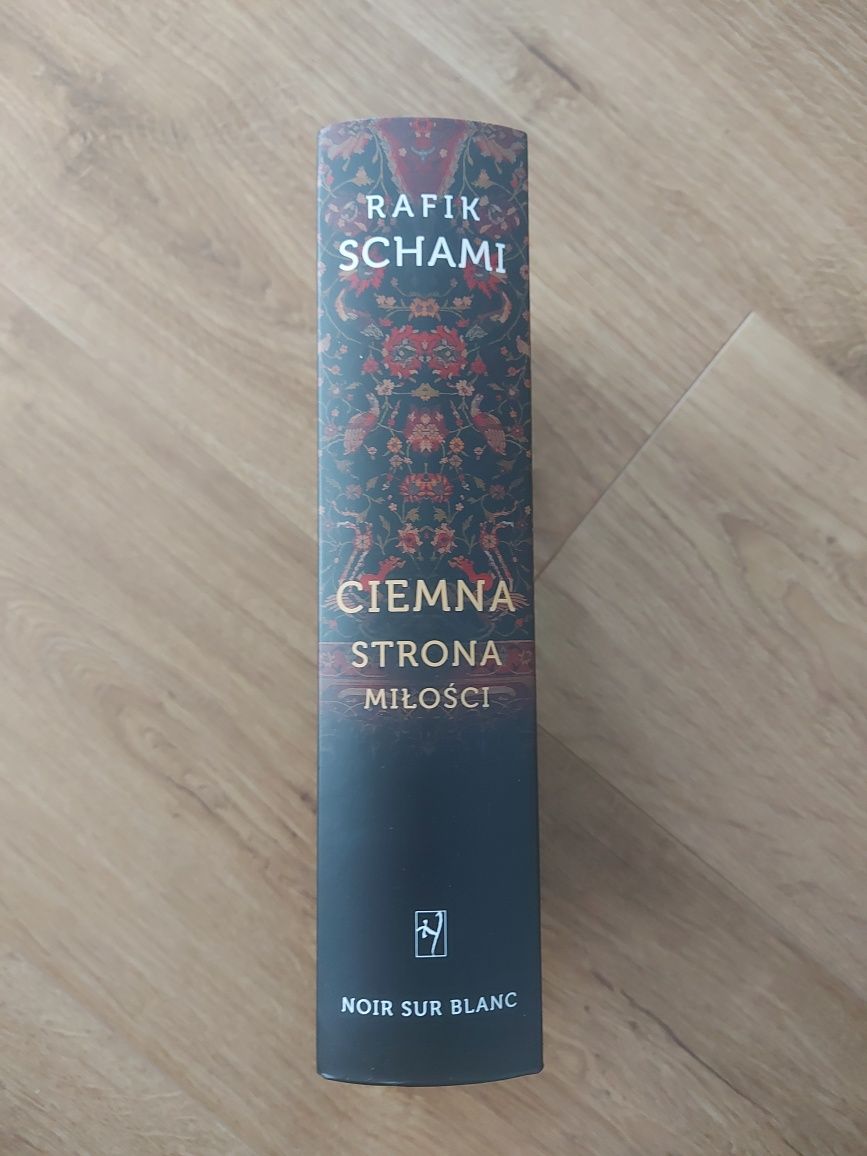 RAFIK
SCHAMI
CIEMNA
STRONA
MIŁOŚCI
NOIR SUR BLANC